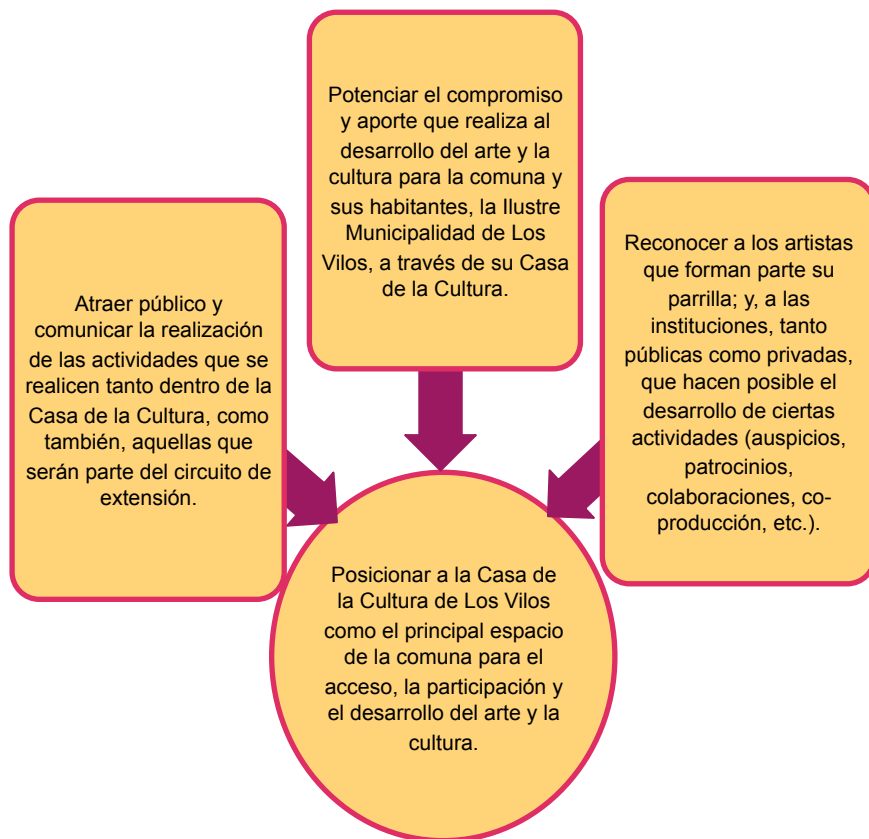 Atraer público y
comunicar la realización
de las actividades que se
realicen tanto dentro de la
Casa de la Cultura, como
también, aquellas que
serán parte del circuito de
extensión.
Potenciar el compromiso
y aporte que realiza al
desarrollo del arte y la
cultura para la comuna y
sus habitantes, la Ilustre
Municipalidad de Los
Vilos, a través de su Casa
de la Cultura.
Reconocer a los artistas
que forman parte su
parrilla; y, a las
instituciones, tanto
públicas como privadas,
que hacen posible el
desarrollo de ciertas
actividades (auspicios,
patrocinios,
colaboraciones, co-
producción, etc.).
Posicionar a la Casa de
la Cultura de Los Vilos
como el principal espacio
de la comuna para el
acceso, la participación y
el desarrollo del arte y la
cultura.